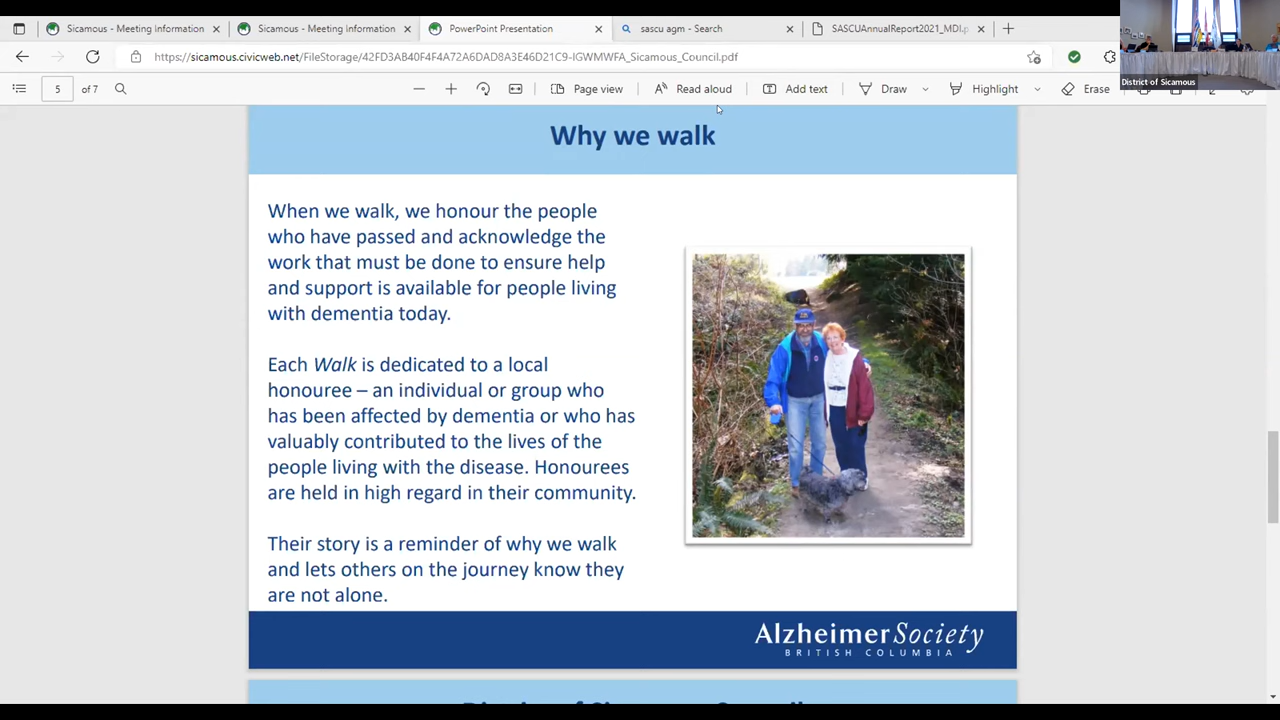 Sicamous - Meeting Information
Sicamous - Meeting Information
PowerPoint Presentation
sascu agm - Search
SASCUAnnualReport2021_MDI.p
https://sicamous.civicweb.net/FileStorage/42FD3AB40F4F4A72A6DAD8A3E46D21C9-IGWMWFA_Sicamous_Council.pdf
District of Sicamous
5 of 7
Page view
Read aloud
Add text
Draw
Highlight
Erase
Why we walk
When we walk, we honour the people
who have passed and acknowledge the
work that must be done to ensure help
and support is available for people living
with dementia today.
Each Walk is dedicated to a local
honouree – an individual or group who
has been affected by dementia or who has
valuably contributed to the lives of the
people living with the disease. Honourees
are held in high regard in their community.
Their story is a reminder of why we walk
and lets others on the journey know they
are not alone.
AlzheimerSociety
BRITISH COLUMBIA